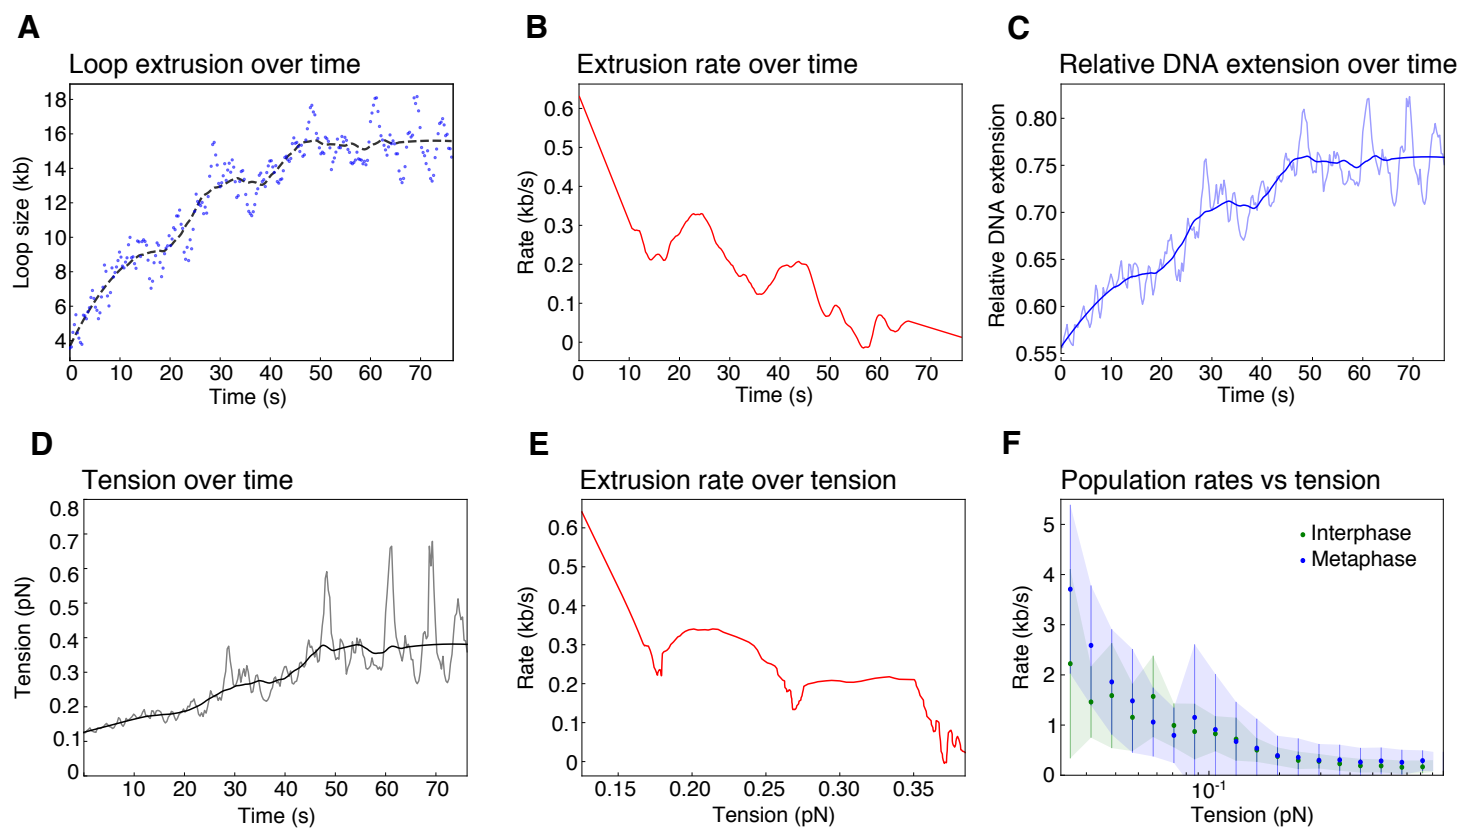 A
B
C
Loop extrusion over time
Extrusion rate over time
Relative DNA extension over time
Loop size (kb)
18
16
14
12
10
8
6
4
0 10 20 30 40 50 60 70
Time (s)
Rate (kb/s)
0.6
0.5
0.4
0.3
0.2
0.1
0
0 10 20 30 40 50 60 70
Time (s)
Relative DNA extension
0.80
0.75
0.70
0.65
0.60
0.55
0 10 20 30 40 50 60 70
Time (s)
D
E
F
Tension over time
Extrusion rate over tension
Population rates vs tension
Tension (pN)
0.8
0.7
0.6
0.5
0.4
0.3
0.2
0.1
0
10 20 30 40 50 60 70
Time (s)
Rate (kb/s)
0.6
0.5
0.4
0.3
0.2
0.1
0
0.15 0.20 0.25 0.30 0.35
Tension (pN)
Rate (kb/s)
5
4
3
2
1
0
Interphase
Metaphase
10-1
Tension (pN)